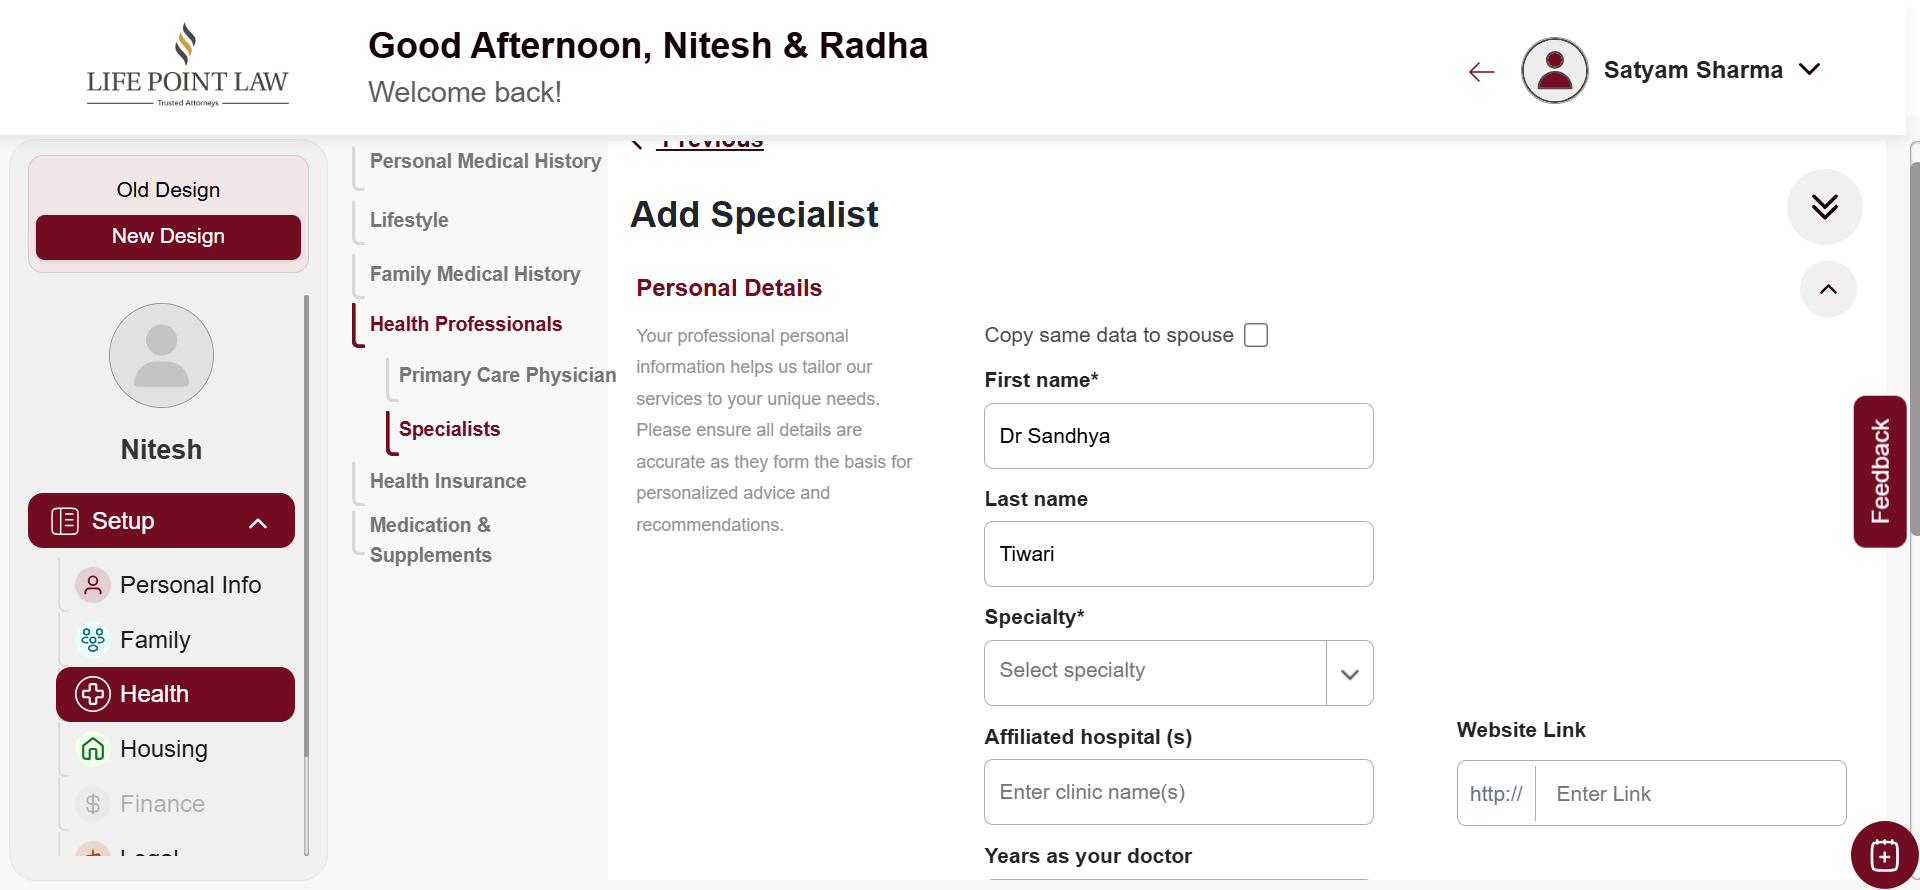 LIFE POINT LAW
Trusted Attorneys
Good Afternoon, Nitesh & Radha
Welcome back!
Satyam Sharma
Old Design
New Design
Nitesh
Setup
Personal Info
Family
Health
Housing
Finance
Legal
Personal Medical History
Lifestyle
Family Medical History
Health Professionals
Primary Care Physician
Specialists
Health Insurance
Medication &
Supplements
Previous
Add Specialist
Personal Details
Your professional personal
information helps us tailor our
services to your unique needs.
Please ensure all details are
accurate as they form the basis for
personalized advice and
recommendations.
Copy same data to spouse
First name*
Dr Sandhya
Last name
Tiwari
Specialty*
Select specialty
Affiliated hospital (s)
Enter clinic name(s)
Website Link
http://
Enter Link
Years as your doctor
Feedback